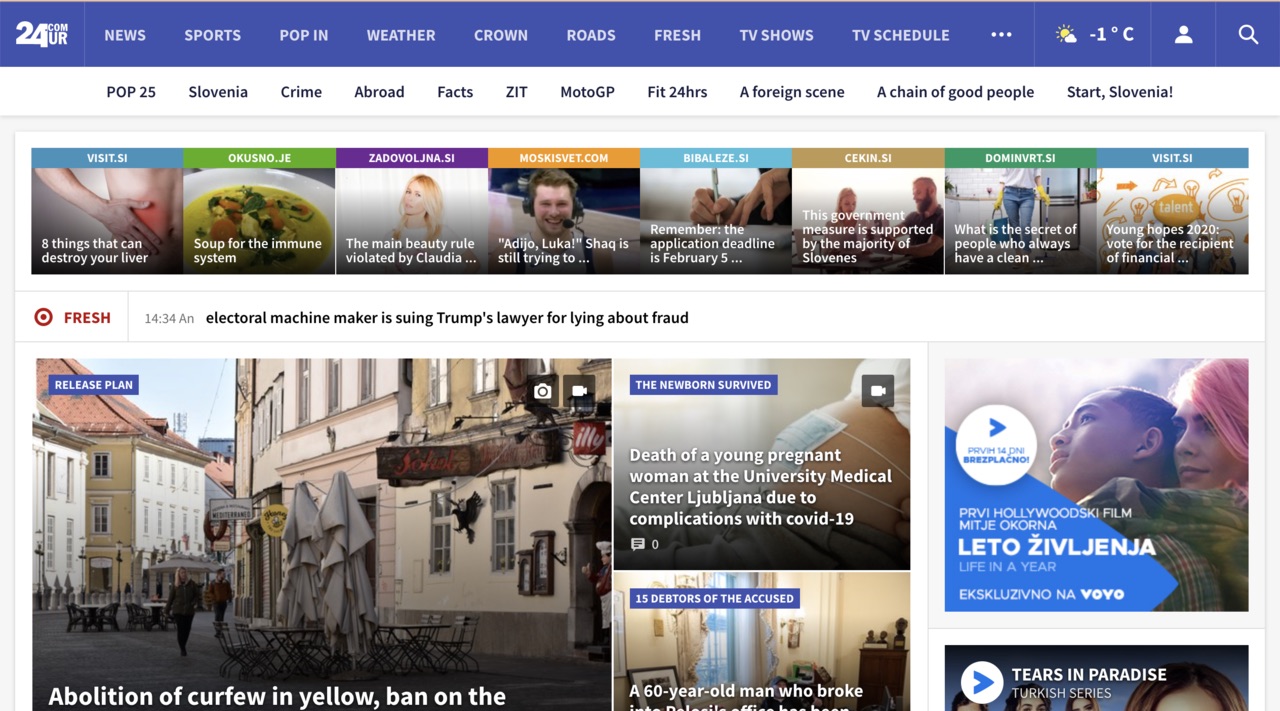 24UR COM
NEWS SPORTS POP IN WEATHER CROWN ROADS FRESH TV SHOWS TV SCHEDULE ••• -1 ° C
POP 25 Slovenia Crime Abroad Facts ZIT MotoGP Fit 24hrs A foreign scene A chain of good people Start, Slovenia!
VISIT.SI
8 things that can
destroy your liver
OKUSNO.JE
Soup for the immune
system
ZADOVOLJNA.SI
The main beauty rule
violated by Claudia ...
MOSKISVET.COM
"Adijo, Luka!" Shaq is
still trying to ...
BIBALEZE.SI
Remember: the
application deadline
is February 5 ...
CEKIN.SI
This government
measure is supported
by the majority of
Slovenes
DOMINVRT.SI
What is the secret of
people who always
have a clean ...
VISIT.SI
talent
Young hopes 2020:
vote for the recipient
of financial ...
FRESH 14:34 An electoral machine maker is suing Trump's lawyer for lying about fraud
RELEASE PLAN
illy
Sokol
Abolition of curfew in yellow, ban on the
THE NEWBORN SURVIVED
Death of a young pregnant
woman at the University Medical
Center Ljubljana due to
complications with covid-19
0
15 DEBTORS OF THE ACCUSED
A 60-year-old man who broke
into Pelosi's office has been
PRVIH 14 DNI
BREZPLAČNO!
PRVI HOLLYWOODSKI FILM
MITJE OKORNA
LETO ŽIVLJENJA
LIFE IN A YEAR
EKSKLUZIVNO NA VOYO
TEARS IN PARADISE
TURKISH SERIES